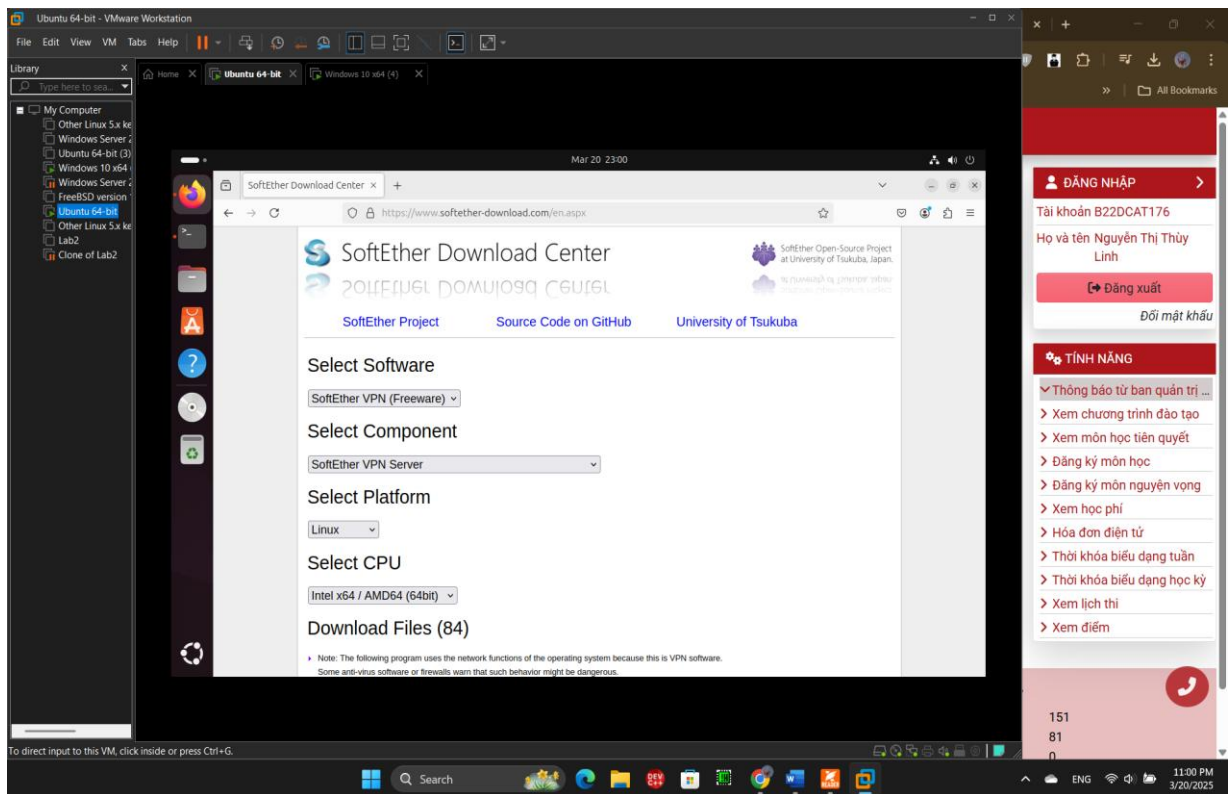 Ubuntu 64-bit - VMware Workstation
File Edit View VM Tabs Help
Library
Type here to sea...
My Computer
Other Linux 5.x ke
Windows Server 2
Ubuntu 64-bit (3)
Windows 10 x64
Windows Server 2
FreeBSD version
Ubuntu 64-bit
Other Linux 5.x ke
Lab2
Clone of Lab2
Home
Ubuntu 64-bit
Windows 10 x64 (4)
Mar 20 23:00
SoftEther Download Center
https://www.softether-download.com/en.aspx
SoftEther Download Center
SoftEther Open-Source Project
at University of Tsukuba, Japan.
SoftEther Project Source Code on GitHub University of Tsukuba
Select Software
SoftEther VPN (Freeware)
Select Component
SoftEther VPN Server
Select Platform
Linux
Select CPU
Intel x64 / AMD64 (64bit)
Download Files (84)
Note: The following program uses the network functions of the operating system because this is VPN software.
Some anti-virus software or firewalls warn that such behavior might be dangerous.
To direct input to this VM, click inside or press Ctrl+G.
All Bookmarks
ĐĂNG NHẬP
Tài khoản B22DCAT176
Họ và tên Nguyễn Thị Thùy
Linh
Đăng xuất
Đổi mật khẩu
TÍNH NĂNG
Thông báo từ ban quản trị ...
Xem chương trình đào tạo
Xem môn học tiên quyết
Đăng ký môn học
Đăng ký môn nguyện vọng
Xem học phí
Hóa đơn điện tử
Thời khóa biểu dạng tuần
Thời khóa biểu dạng học kỳ
Xem lịch thi
Xem điểm
151
81
0
Search
DEV
C++
ENG
11:00 PM
3/20/2025